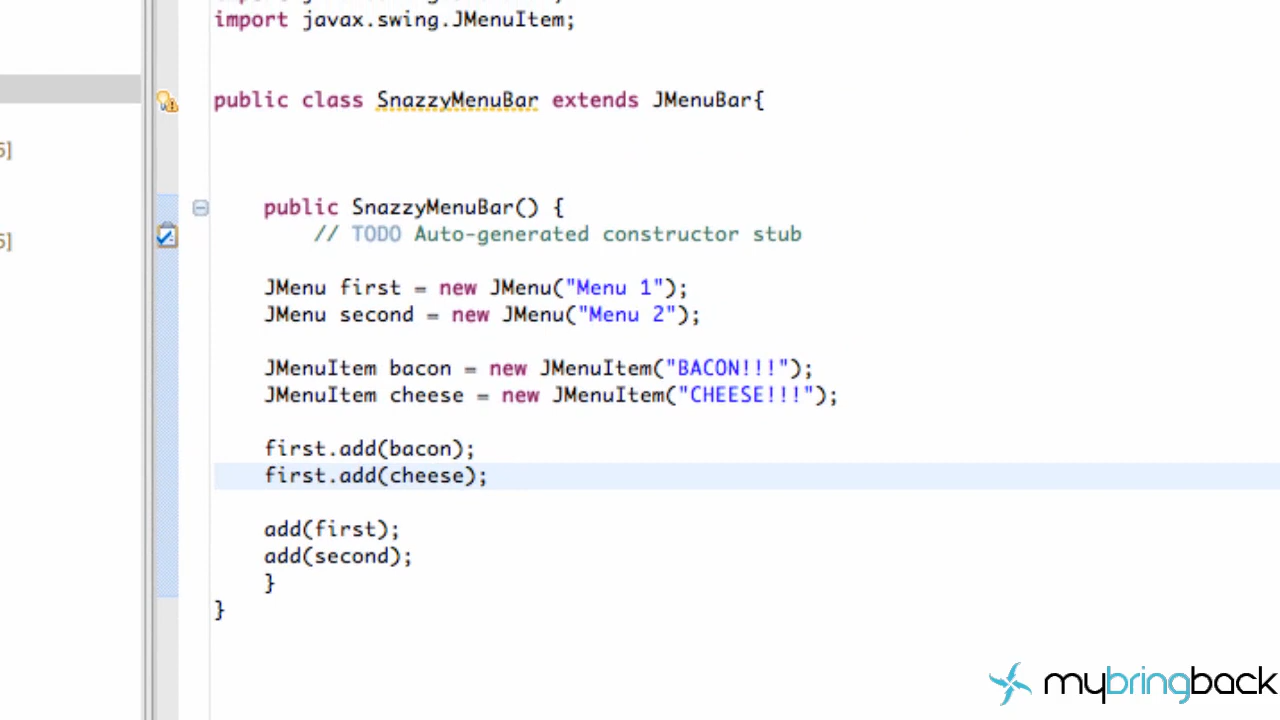 import javax.swing.JMenuItem;
public class SnazzyMenuBar extends JMenuBar{
5]
public SnazzyMenuBar() {
// TODO Auto-generated constructor stub
5]
JMenu first = new JMenu("Menu 1");
JMenu second = new JMenu("Menu 2");
JMenuItem bacon = new JMenuItem("BACON!!!");
JMenuItem cheese = new JMenuItem("CHEESE!!!");
first.add(bacon);
first.add(cheese);
add(first);
add(second);
}
}
mybringback